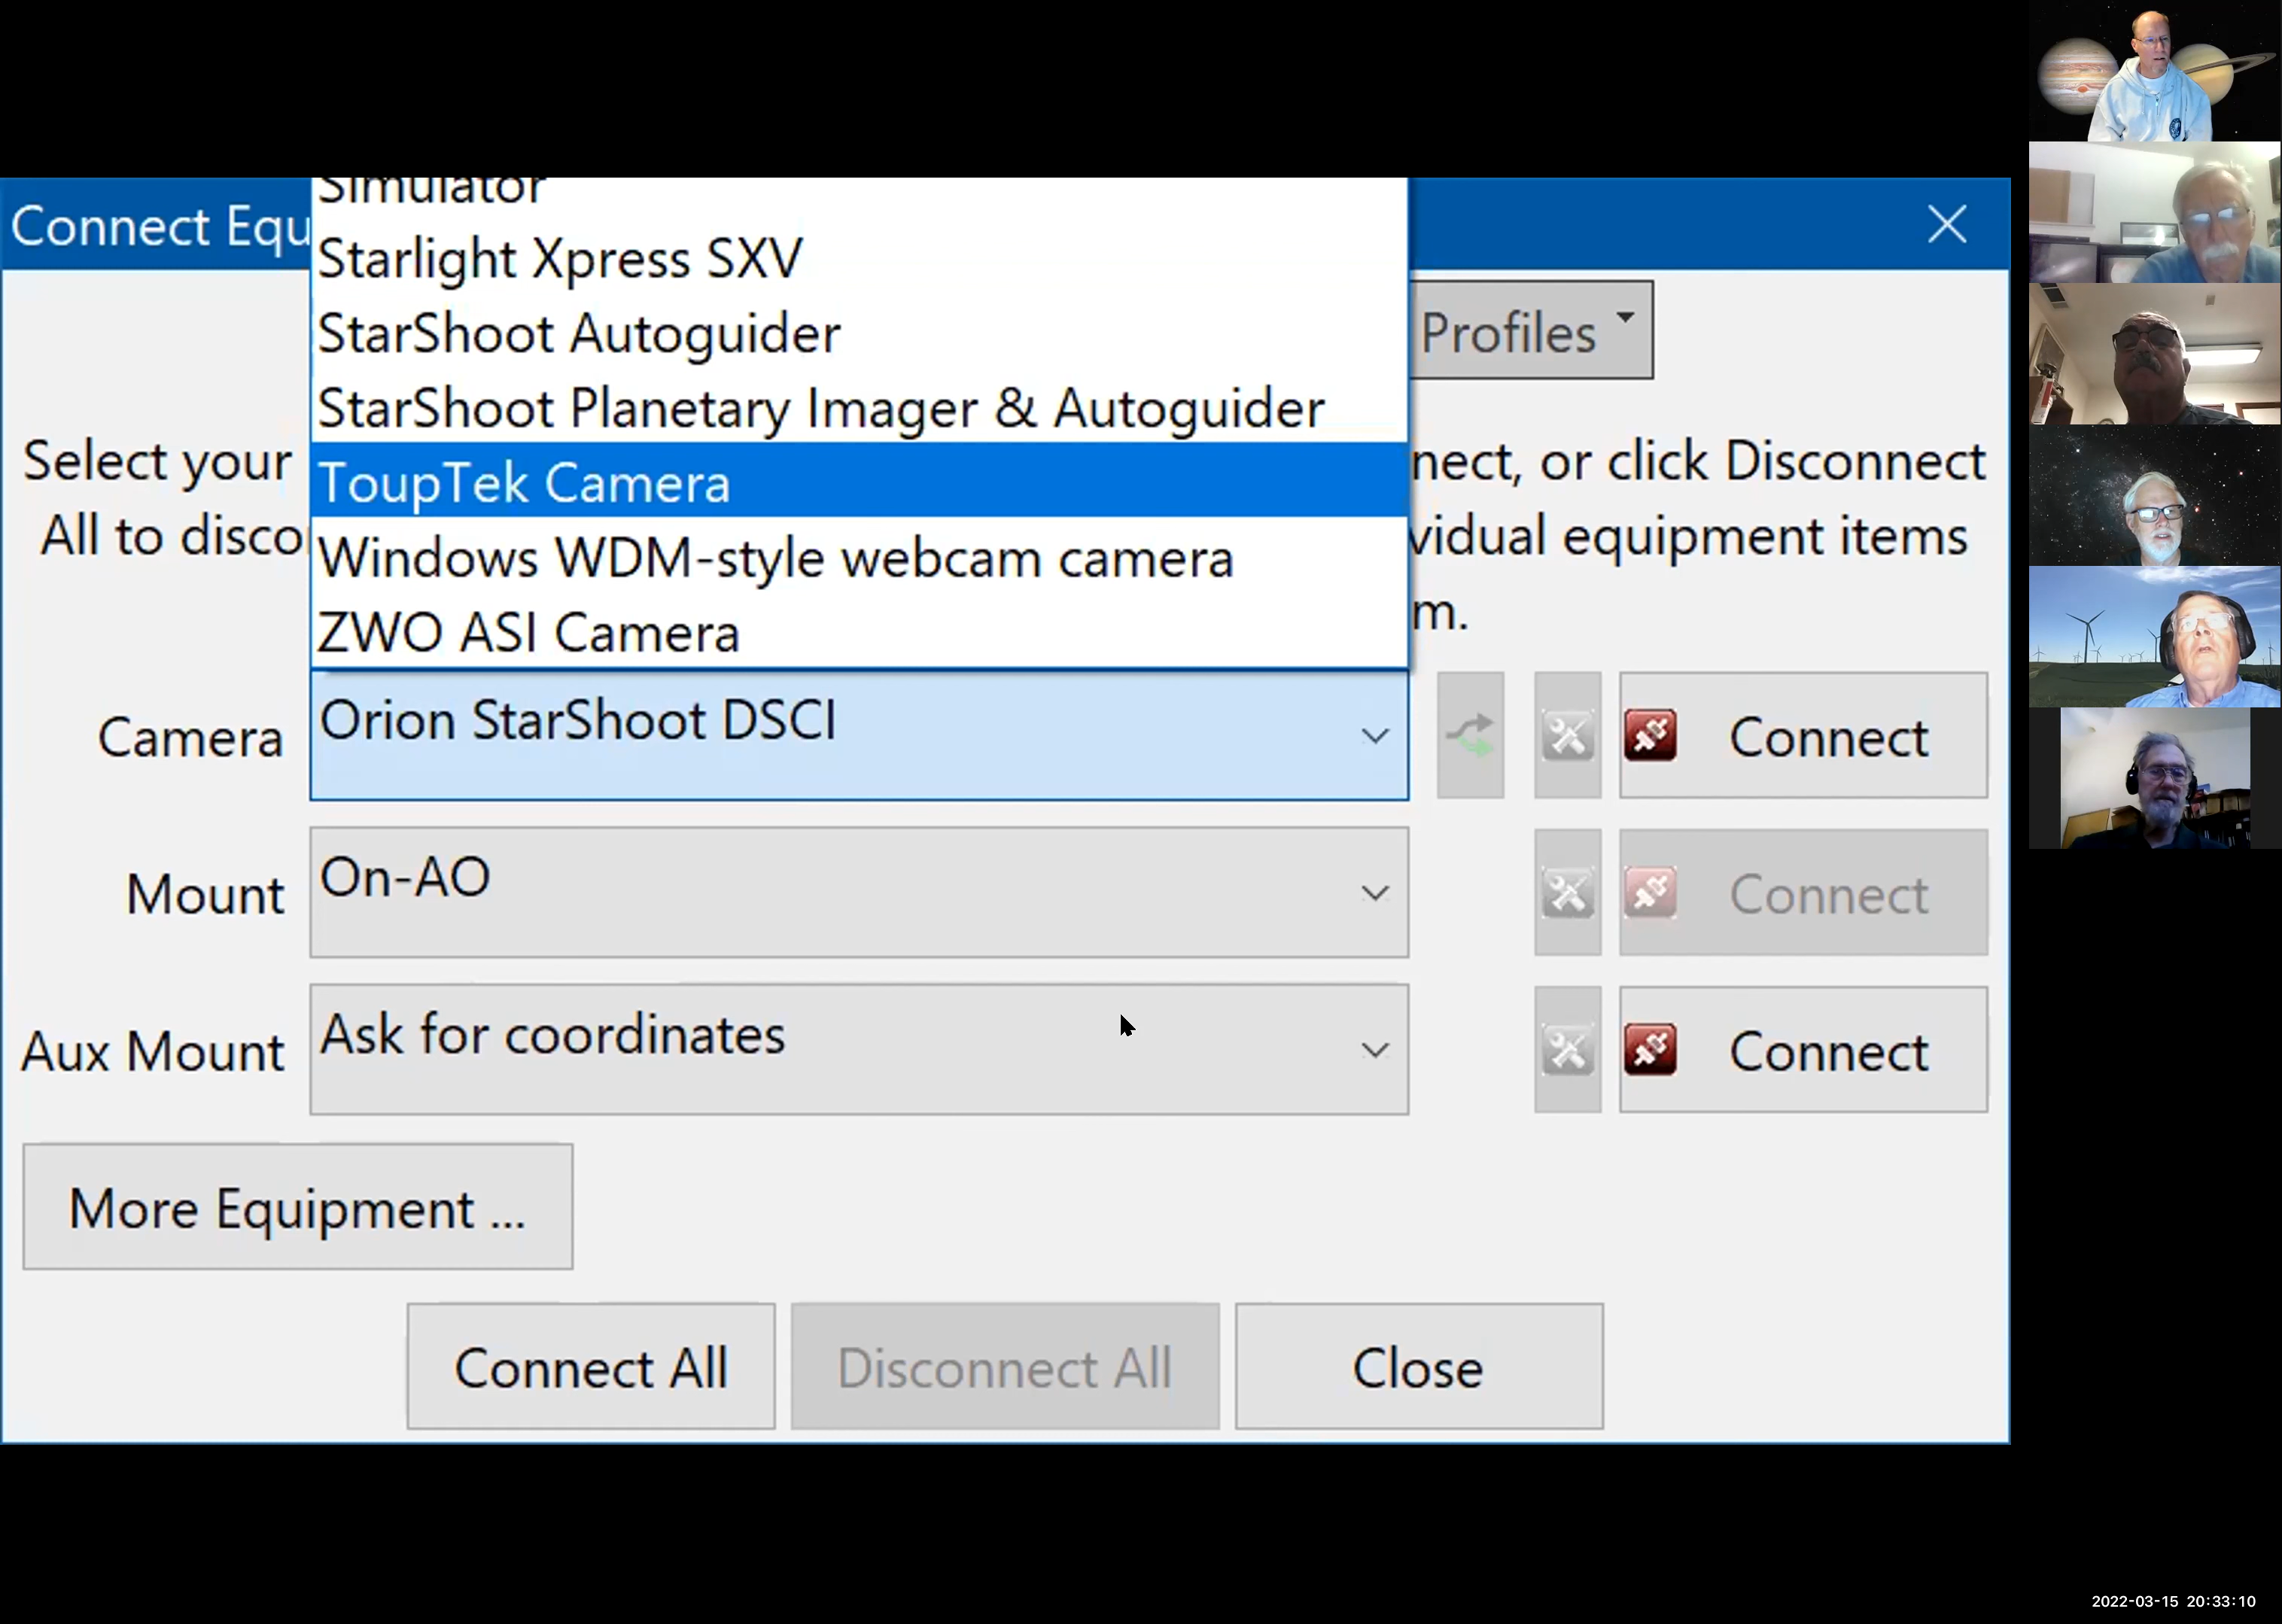 Simulator
Connect Equ
Starlight Xpress SXV
StarShoot Autoguider
Profiles
StarShoot Planetary Imager & Autoguider
Select your
nect, or click Disconnect
ToupTek Camera
All to disco
vidual equipment items
Windows WDM-style webcam camera
m.
ZWO ASI Camera
Camera
Orion StarShoot DSCI
Connect
Mount
On-AO
Connect
Aux Mount
Ask for coordinates
Connect
More Equipment ...
Connect All
Disconnect All
Close
2022-03-15 20:33:10